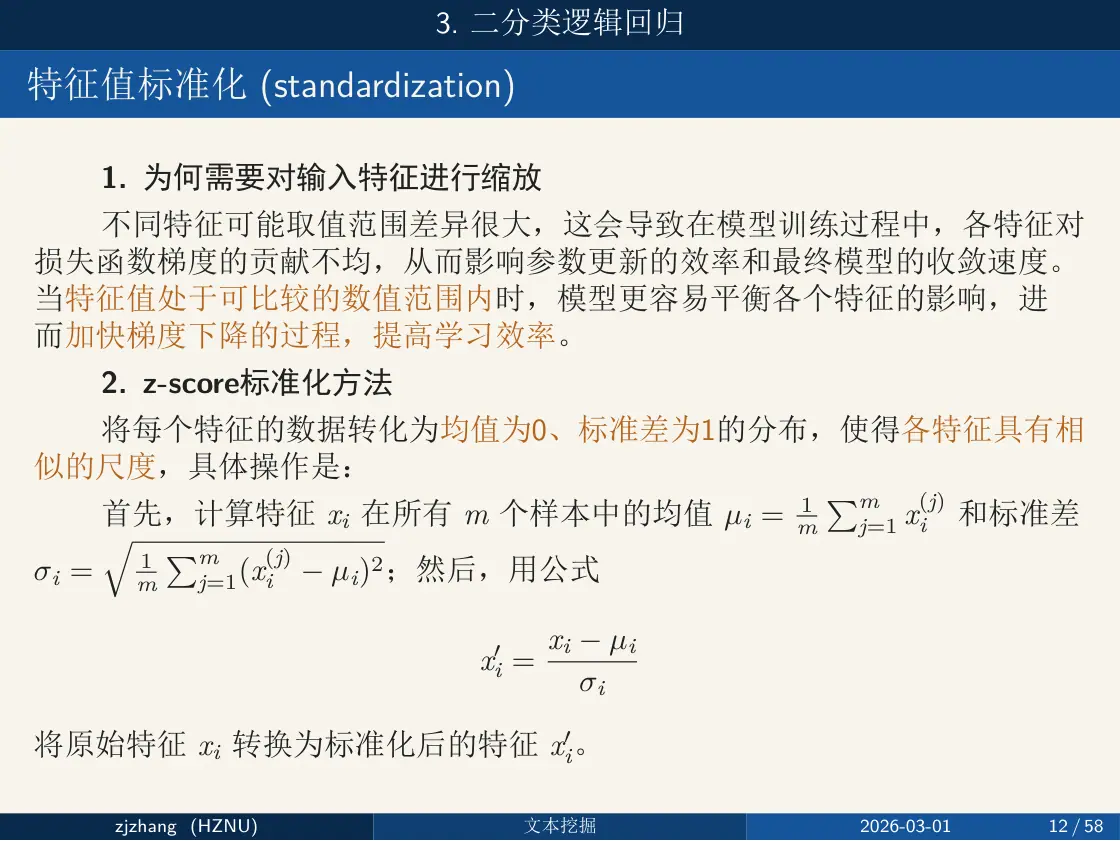 3. 二分类逻辑回归
特征值标准化 (standardization)
1. 为何需要对输入特征进行缩放
不同特征可能取值范围差异很大，这会导致在模型训练过程中，各特征对
损失函数梯度的贡献不均，从而影响参数更新的效率和最终模型的收敛速度。
当特征值处于可比较的数值范围内时，模型更容易平衡各个特征的影响，进
而加快梯度下降的过程，提高学习效率。
2. z-score标准化方法
将每个特征的数据转化为均值为0、标准差为1的分布，使得各特征具有相
似的尺度，具体操作是：
首先，计算特征 $x_i$ 在所有 $m$ 个样本中的均值 $\mu_i = \frac{1}{m} \sum_{j=1}^{m} x_i^{(j)}$ 和标准差
$\sigma_i = \sqrt{\frac{1}{m} \sum_{j=1}^{m} (x_i^{(j)} - \mu_i)^2}$；然后，用公式
$x_i' = \frac{x_i - \mu_i}{\sigma_i}$
将原始特征 $x_i$ 转换为标准化后的特征 $x_i'$。
zjzhang (HZNU) 文本挖掘 2026-03-01 12 / 58